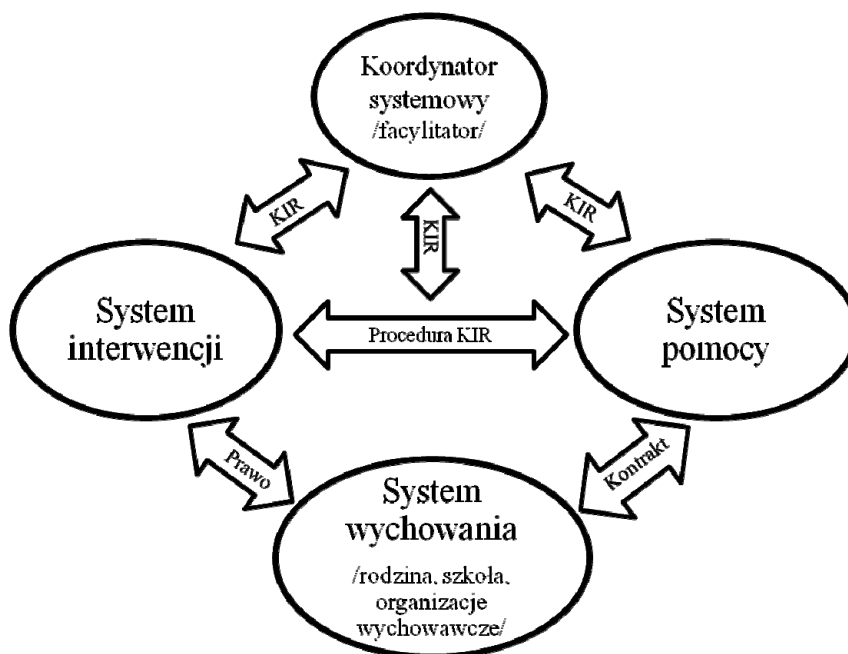 Koordynator
systemowy
/facylitator/
KIR
KIR
KIR
System
interwencji
Procedura KIR
System
pomocy
Prawo
Kontrakt
System
wychowania
/rodzina, szkoła,
organizacje
wychowawcze/